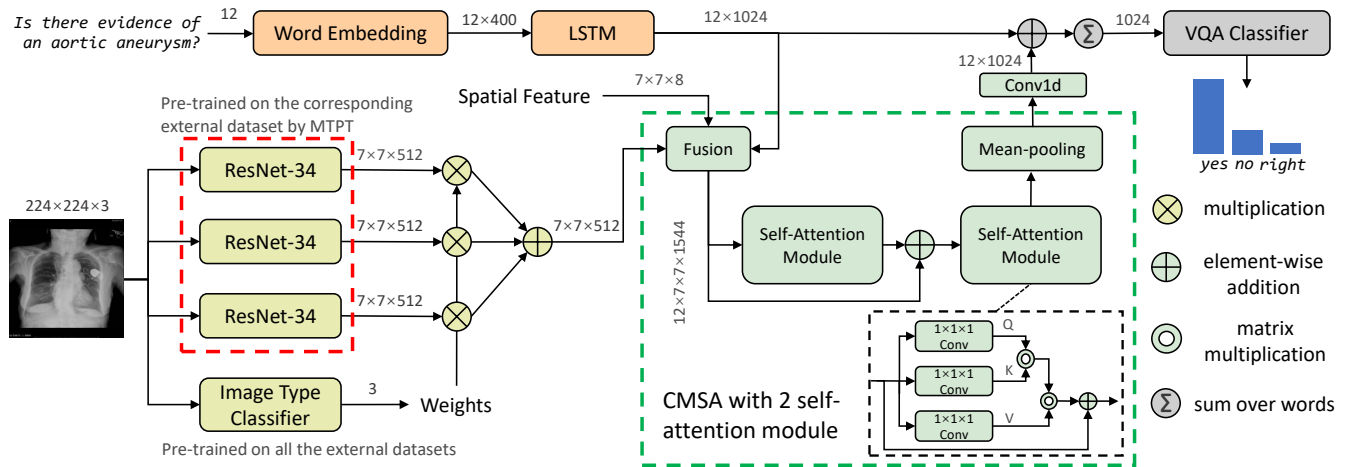 Is there evidence of
an aortic aneurysm?
12
Word Embedding
12×400
LSTM
12×1024
1024
VQA Classifier
12×1024
Conv1d
7×7×8
Spatial Feature
Pre-trained on the corresponding
external dataset by MTPT
Fusion
Mean-pooling
yes no right
ResNet-34
7×7×512
224×224×3
ResNet-34
7×7×512
7×7×512
ResNet-34
7×7×512
12×7×7×1544
Self-Attention
Module
Self-Attention
Module
multiplication
element-wise
addition
matrix
multiplication
Σ
sum over words
Σ
1×1×1
Conv
Q
1×1×1
Conv
K
1×1×1
Conv
V
Image Type
Classifier
3
Weights
CMSA with 2 self-
attention module
Pre-trained on all the external datasets